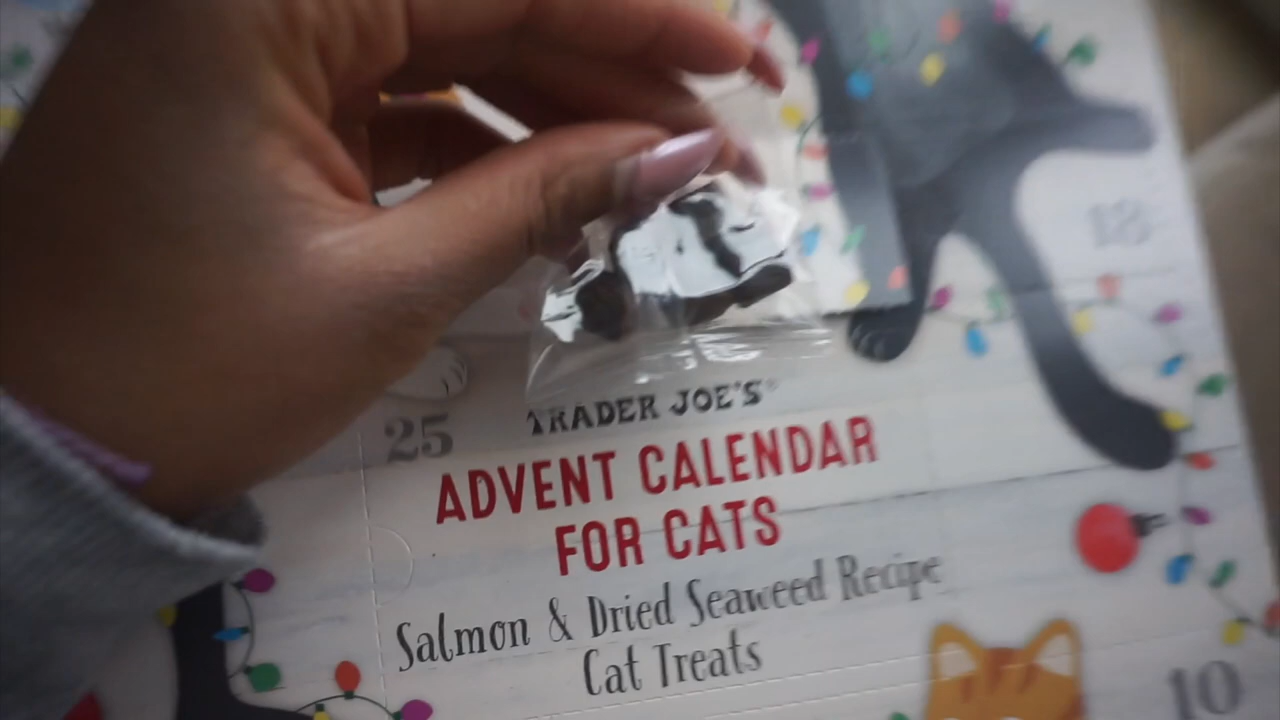 18
25
TRADER JOE'S
ADVENT CALENDAR
FOR CATS
Salmon & Dried Seaweed Recipe
Cat Treats
10